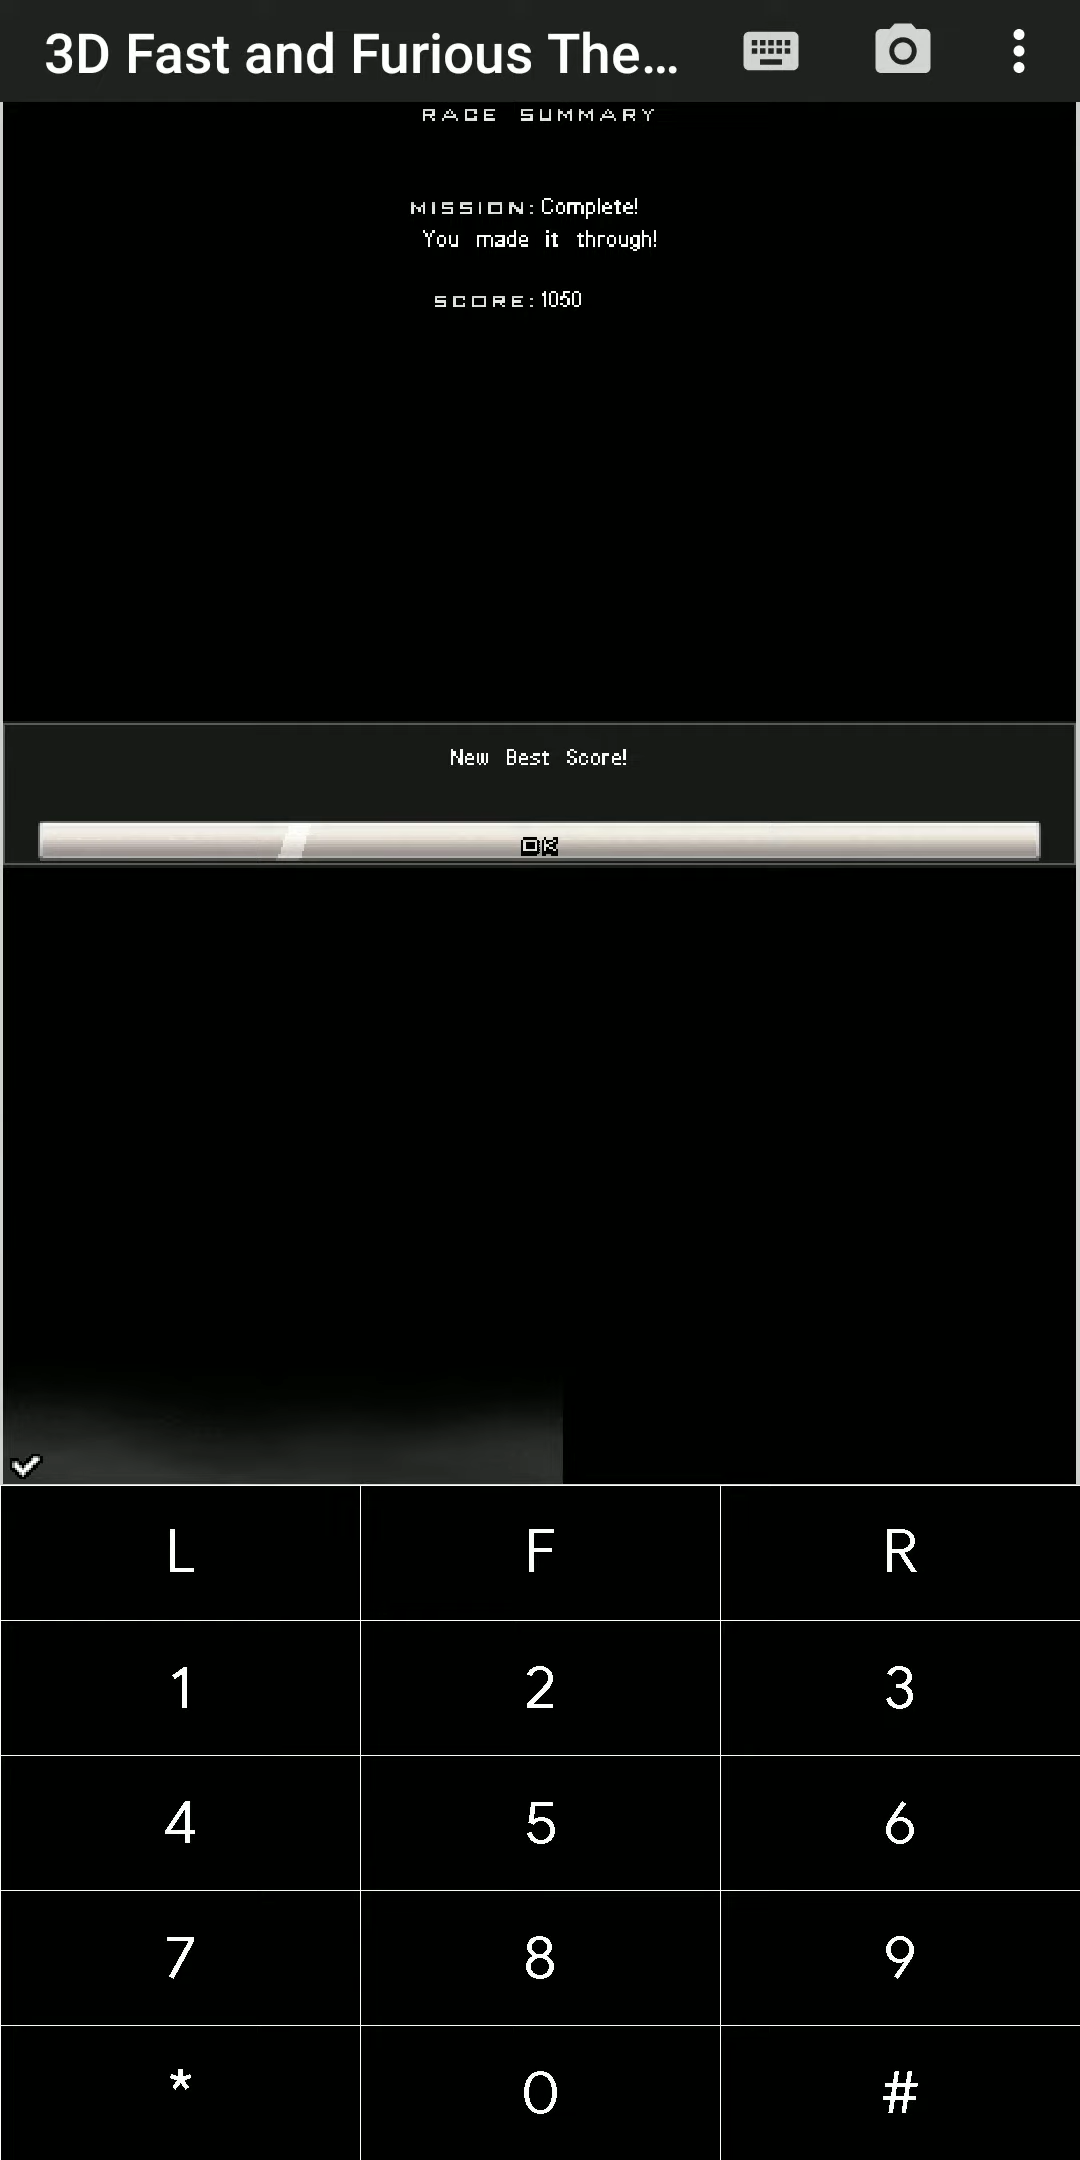 3D Fast and Furious The...
RACE SUMMARY
MISSION: Complete!
You made it through!
SCORE: 1050
New Best Score!
OK
L F R
1 2 3
4 5 6
7 8 9
* 0 #